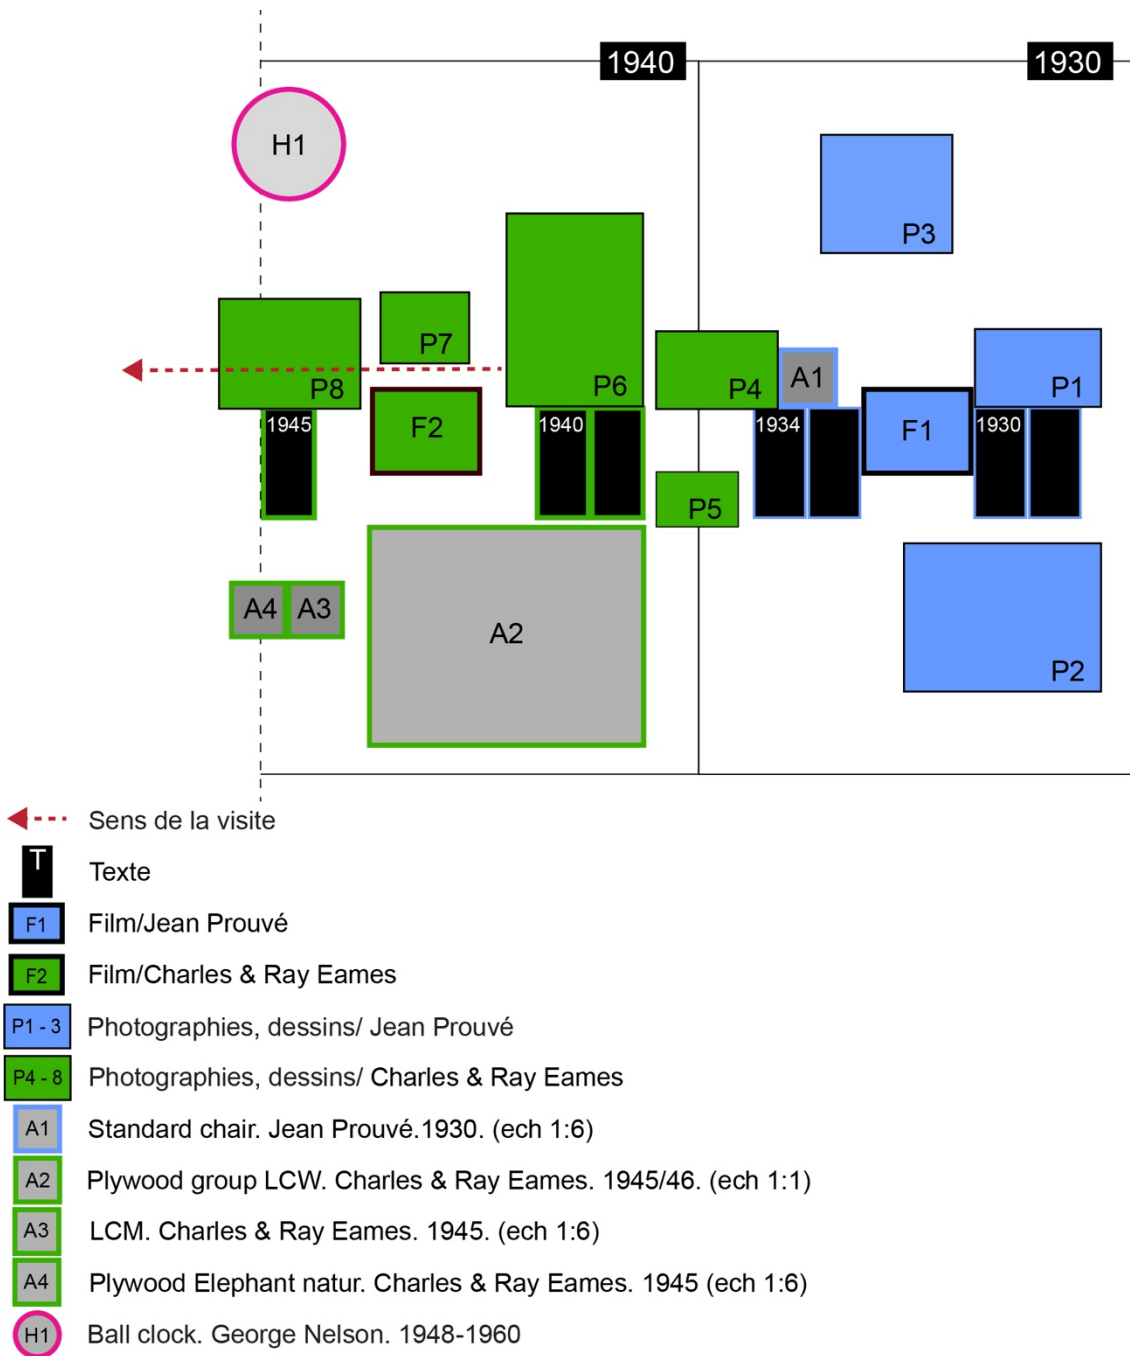 1940
1930
H1
P3
P7
P6
P8
P4
A1
P1
1945
F2
1940
1934
F1
1930
P5
A4
A3
A2
P2
Sens de la visite
T
Texte
F1
Film/Jean Prouvé
F2
Film/Charles & Ray Eames
P1 - 3
Photographies, dessins/ Jean Prouvé
P4 - 8
Photographies, dessins/ Charles & Ray Eames
A1
Standard chair. Jean Prouvé.1930. (ech 1:6)
A2
Plywood group LCW. Charles & Ray Eames. 1945/46. (ech 1:1)
A3
LCM. Charles & Ray Eames. 1945. (ech 1:6)
A4
Plywood Elephant natur. Charles & Ray Eames. 1945 (ech 1:6)
H1
Ball clock. George Nelson. 1948-1960